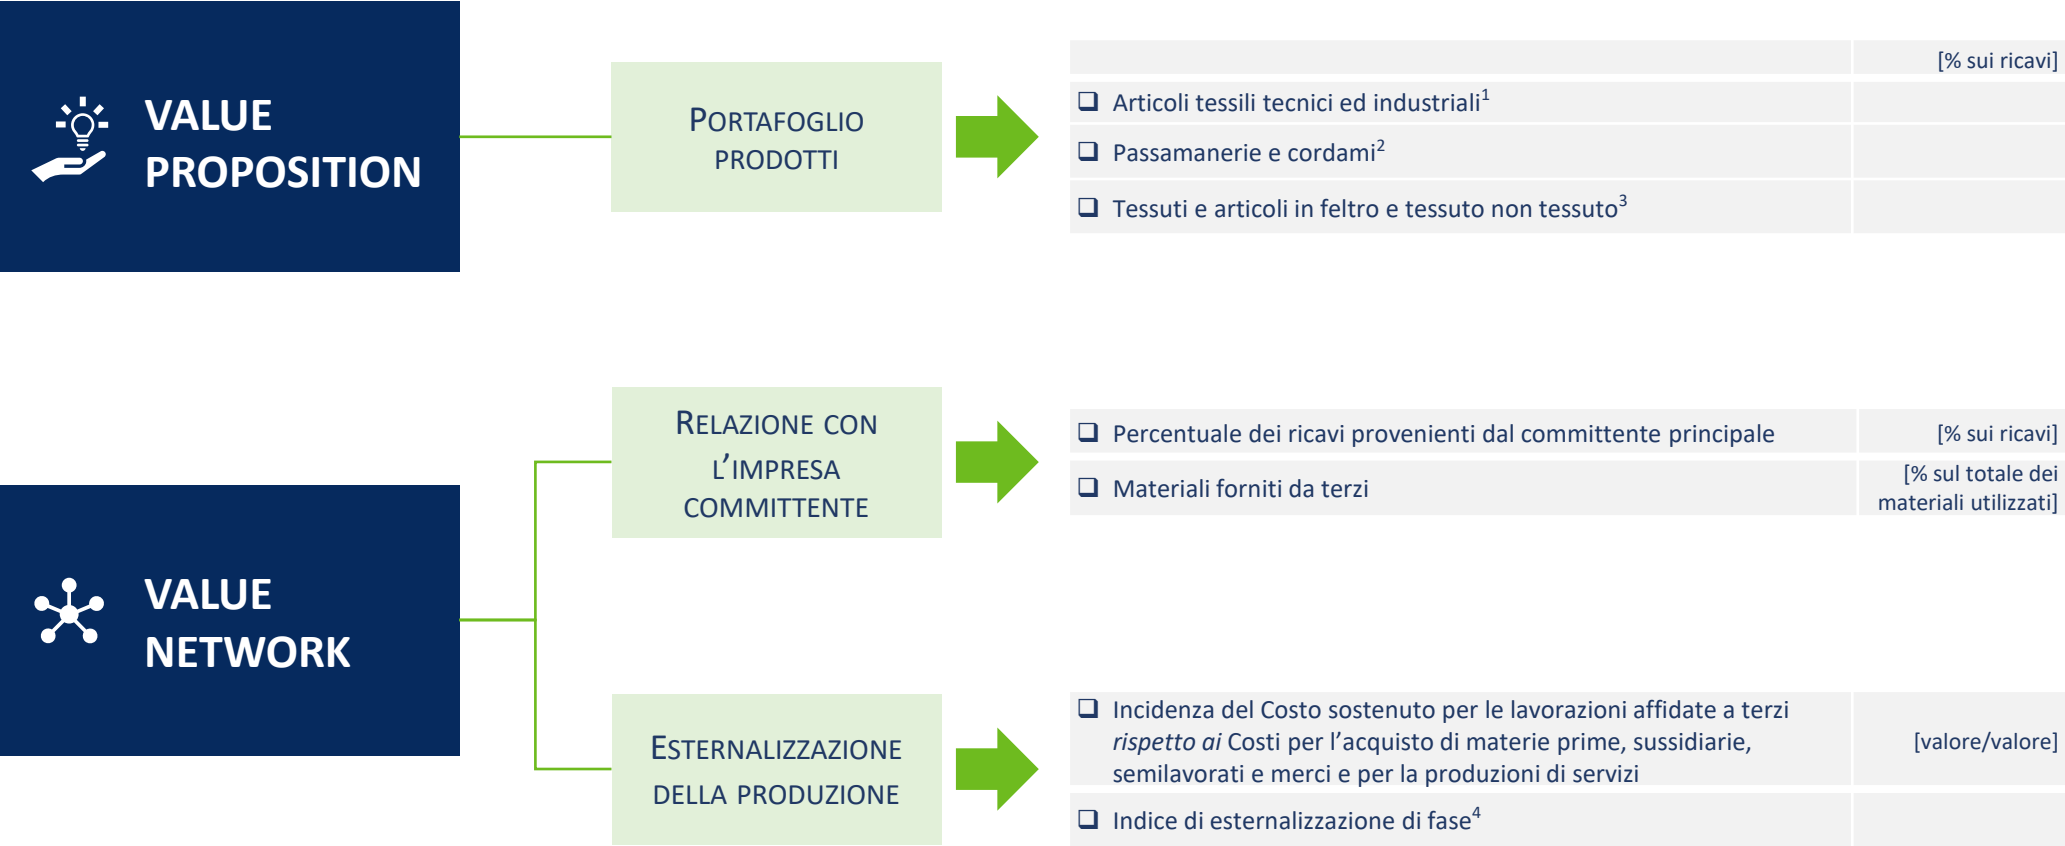 VALUE
PROPOSITION
PORTAFOGLIO
PRODOTTI
[% sui ricavi]
❑ Articoli tessili tecnici ed industriali¹
❑ Passamanerie e cordami²
❑ Tessuti e articoli in feltro e tessuto non tessuto³
VALUE
NETWORK
RELAZIONE CON
L'IMPRESA
COMMITTENTE
❑ Percentuale dei ricavi provenienti dal committente principale
[% sui ricavi]
❑ Materiali forniti da terzi
[% sul totale dei
materiali utilizzati]
ESTERNALIZZAZIONE
DELLA PRODUZIONE
❑ Incidenza del Costo sostenuto per le lavorazioni affidate a terzi
rispetto ai Costi per l'acquisto di materie prime, sussidiarie,
semilavorati e merci e per la produzioni di servizi
[valore/valore]
❑ Indice di esternalizzazione di fase⁴